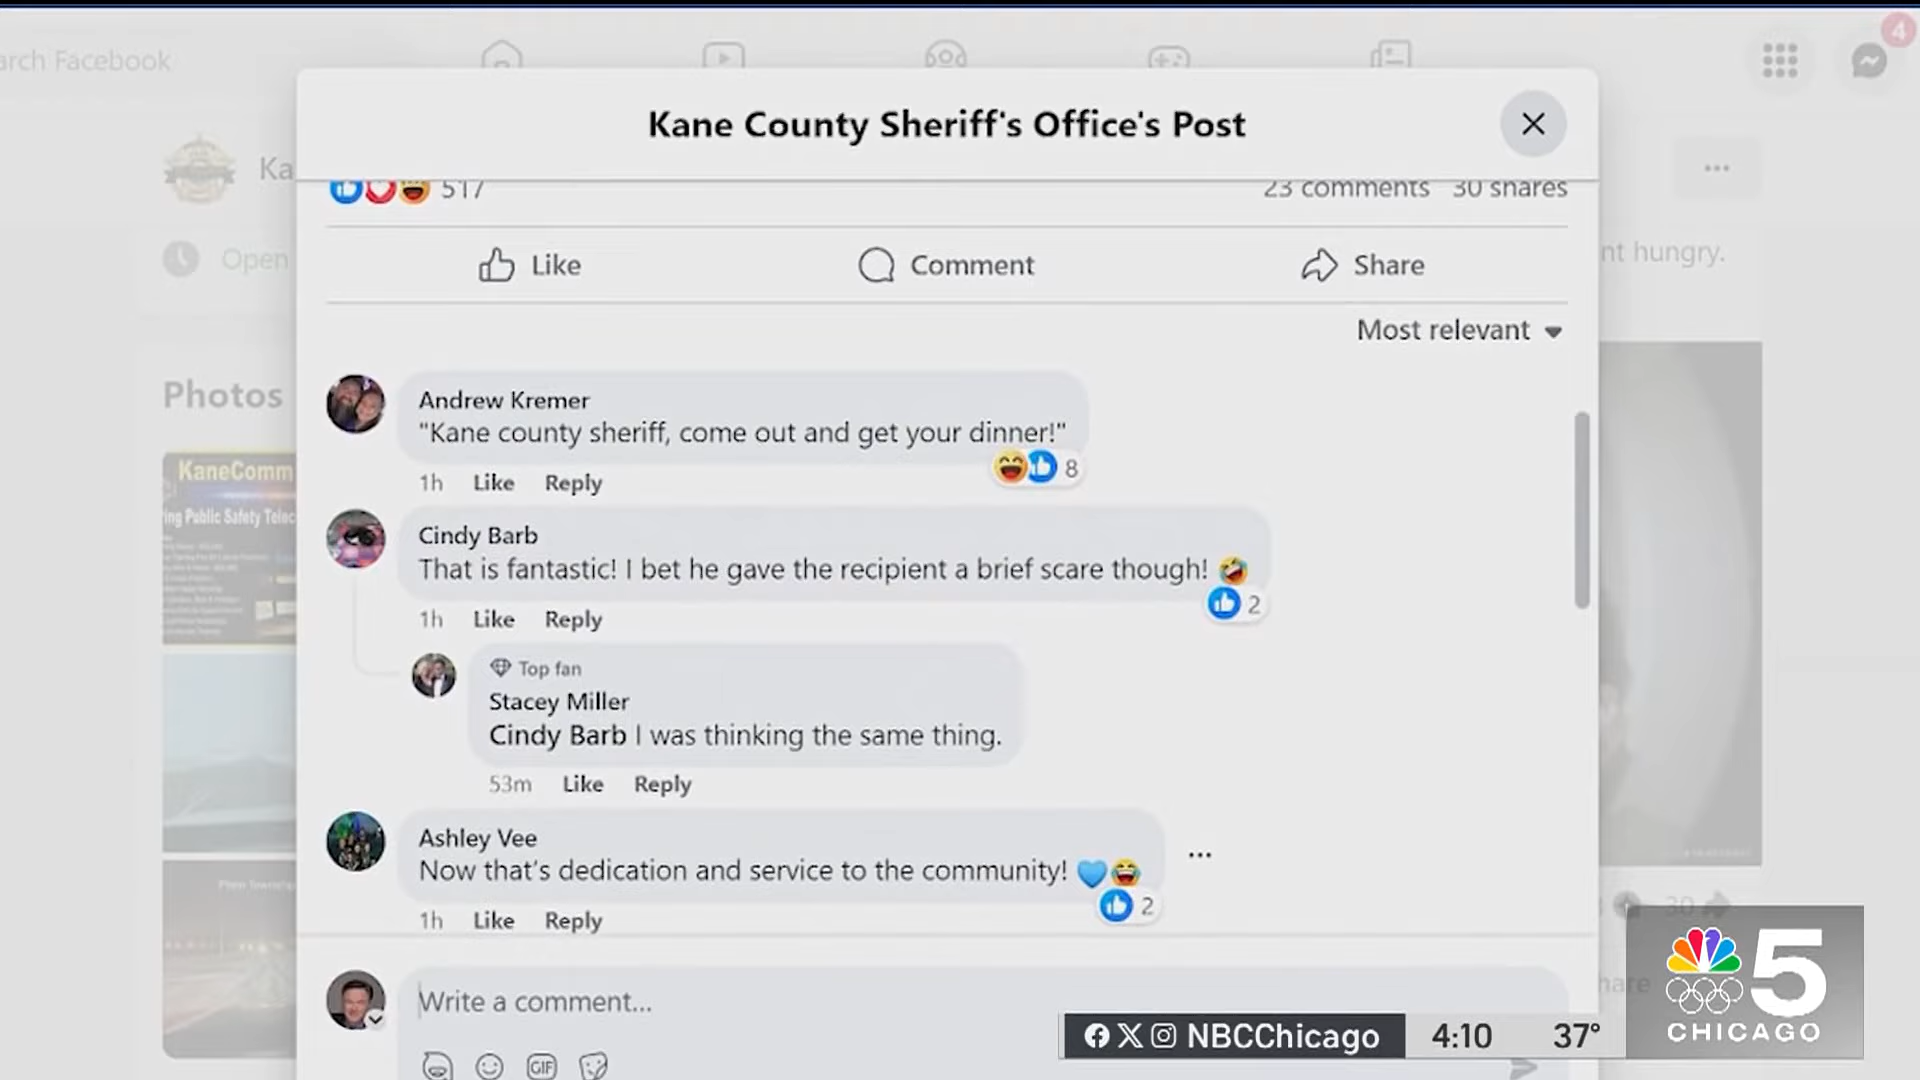 arch Facebook
4
Kane County Sheriff's Office's Post
Ka
517
23 comments 30 shares
Open
Like
Comment
Share
nt hungry.
Most relevant
Photos
Andrew Kremer
"Kane county sheriff, come out and get your dinner!"
8
1h Like Reply
KaneComm
ing Public Safety Telec
Cindy Barb
That is fantastic! I bet he gave the recipient a brief scare though! 🤣
2
1h Like Reply
Top fan
Stacey Miller
Cindy Barb I was thinking the same thing.
53m Like Reply
Ashley Vee
Now that's dedication and service to the community! 💙😂
2
1h Like Reply
30
hare
Write a comment...
GIF
NBCChicago
4:10
37°
5
CHICAGO